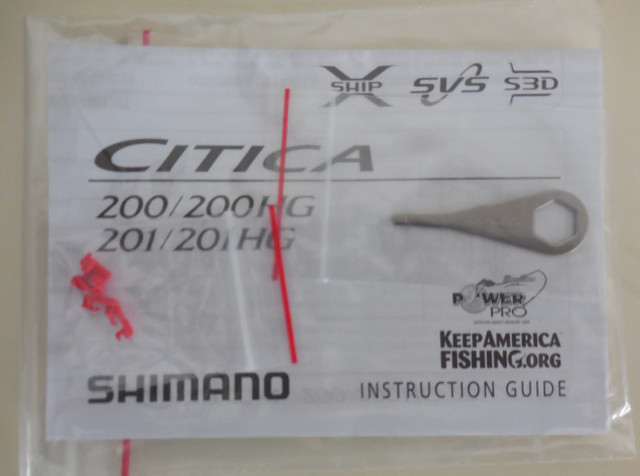 X SHIP SVS S3D
CITICA
200/200HG
201/201HG
POWER
PRO
KEEPAMERICA
FISHING.ORG
SHIMANO INSTRUCTION GUIDE